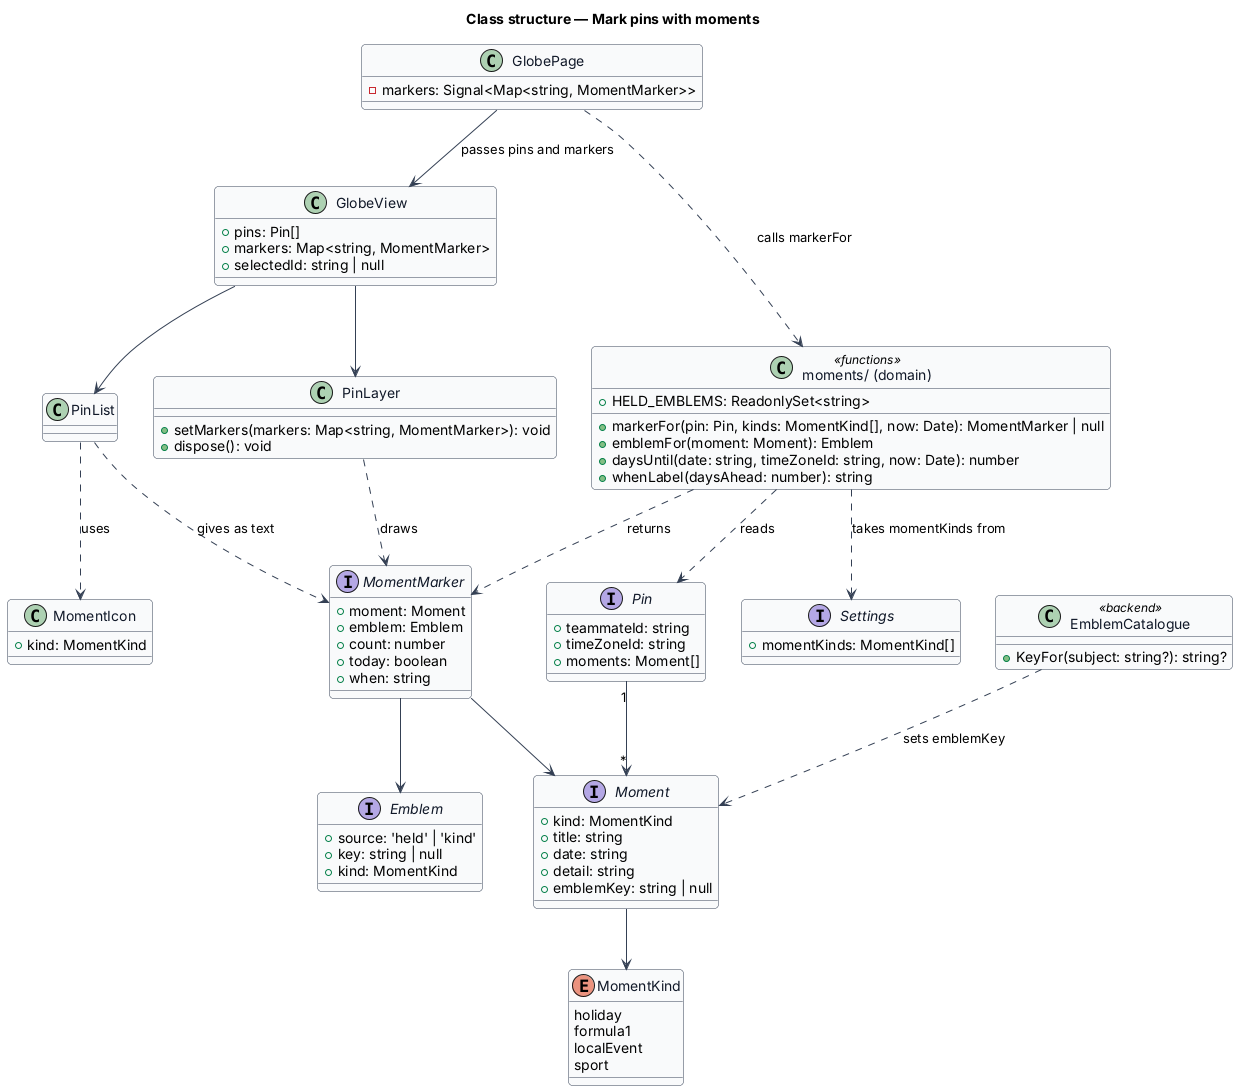 Class structure — Mark pins with moments
C GlobePage
markers: Signal<Map<string, MomentMarker>>
passes pins and markers
C GlobeView
pins: Pin[]
markers: Map<string, MomentMarker>
selectedId: string | null
calls markerFor
C PinList
C PinLayer
setMarkers(markers: Map<string, MomentMarker>): void
dispose(): void
C «functions»
moments/ (domain)
HELD_EMBLEMS: ReadonlySet<string>
markerFor(pin: Pin, kinds: MomentKind[], now: Date): MomentMarker | null
emblemFor(moment: Moment): Emblem
daysUntil(date: string, timeZoneId: string, now: Date): number
whenLabel(daysAhead: number): string
uses
gives as text
draws
returns
reads
takes momentKinds from
C MomentIcon
kind: MomentKind
I MomentMarker
moment: Moment
emblem: Emblem
count: number
today: boolean
when: string
I Pin
teammateId: string
timeZoneId: string
moments: Moment[]
I Settings
momentKinds: MomentKind[]
C «backend»
EmblemCatalogue
KeyFor(subject: string?): string?
1
*
sets emblemKey
I Emblem
source: 'held' | 'kind'
key: string | null
kind: MomentKind
I Moment
kind: MomentKind
title: string
date: string
detail: string
emblemKey: string | null
E MomentKind
holiday
formula1
localEvent
sport